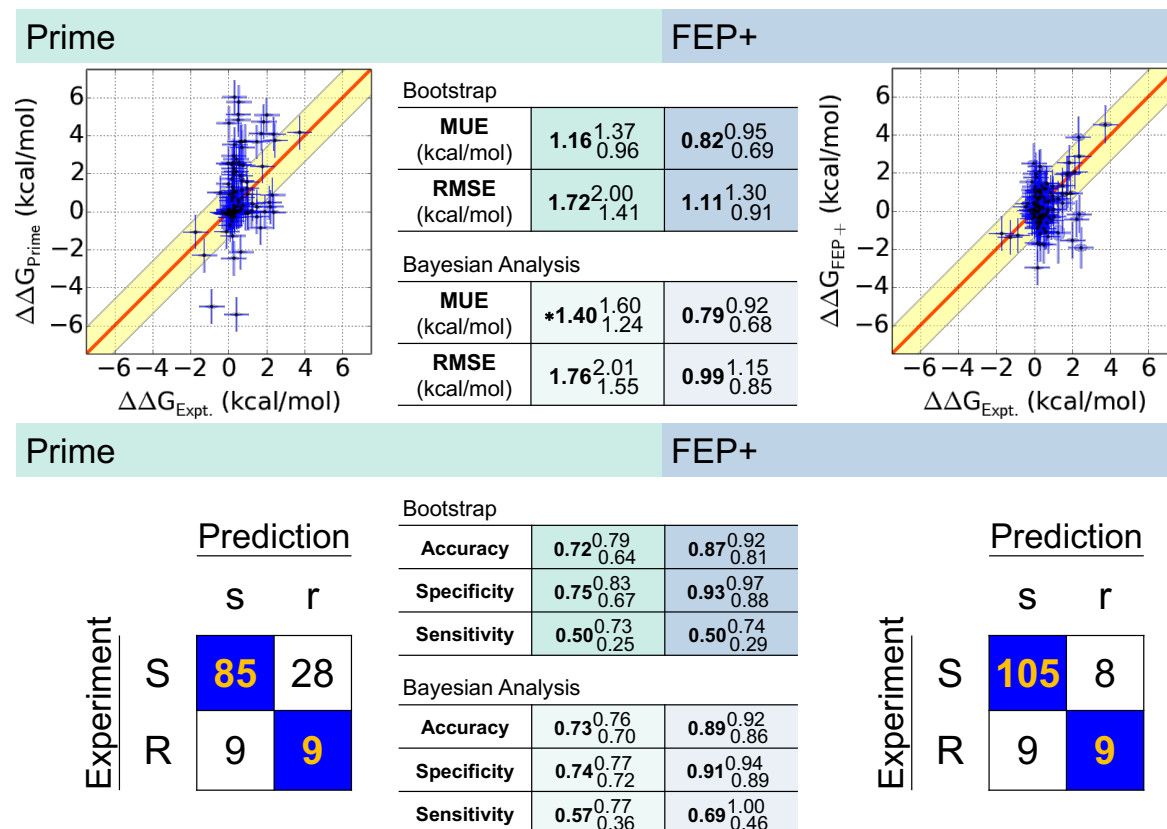 Prime FEP+
6
4
2
0
−2
−4
−6
−6 −4 −2 0 2 4 6
ΔΔG_Prime (kcal/mol)
ΔΔG_Expt. (kcal/mol)
Bootstrap
MUE (kcal/mol) 1.16 1.37 0.96 0.82 0.95 0.69
RMSE (kcal/mol) 1.72 2.00 1.41 1.11 1.30 0.91
Bayesian Analysis
MUE (kcal/mol) *1.40 1.60 1.24 0.79 0.92 0.68
RMSE (kcal/mol) 1.76 2.01 1.55 0.99 1.15 0.85
6
4
2
0
−2
−4
−6
−6 −4 −2 0 2 4 6
ΔΔG_FEP+ (kcal/mol)
ΔΔG_Expt. (kcal/mol)
Prime FEP+
Prediction
s r
Experiment
S 85 28
R 9 9
Bootstrap
Accuracy 0.72 0.79 0.64 0.87 0.92 0.81
Specificity 0.75 0.83 0.67 0.93 0.97 0.88
Sensitivity 0.50 0.73 0.25 0.50 0.74 0.29
Bayesian Analysis
Accuracy 0.73 0.76 0.70 0.89 0.92 0.86
Specificity 0.74 0.77 0.72 0.91 0.94 0.89
Sensitivity 0.57 0.77 0.36 0.69 1.00 0.46
Prediction
s r
Experiment
S 105 8
R 9 9